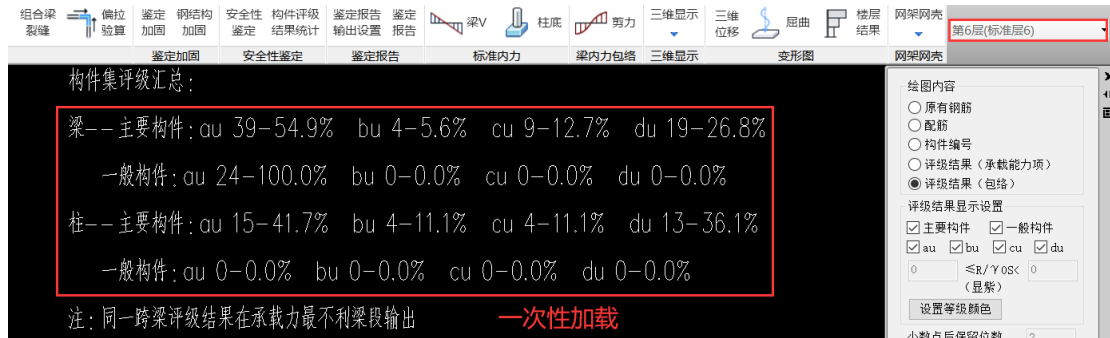 组合梁 偏拉 鉴定 钢结构 安全性 构件评级 鉴定报告 鉴定 梁V 柱底 剪力 三维显示 三维 屈曲 楼层 网架网壳
裂缝 验算 加固 加固 鉴定 结果统计 输出设置 报告 位移 结果
第6层(标准层6)
鉴定加固 安全性鉴定 鉴定报告 标准内力 梁内力包络 三维显示 变形图 网架网壳
构件集评级汇总:
梁--主要构件:au 39-54.9% bu 4-5.6% cu 9-12.7% du 19-26.8%
一般构件:au 24-100.0% bu 0-0.0% cu 0-0.0% du 0-0.0%
柱--主要构件:au 15-41.7% bu 4-11.1% cu 4-11.1% du 13-36.1%
一般构件:au 0-0.0% bu 0-0.0% cu 0-0.0% du 0-0.0%
注:同一跨梁评级结果在承载力最不利梁段输出
一次性加载
绘图内容
原有钢筋
配筋
构件编号
评级结果(承载能力项)
评级结果(包络)
评级结果显示设置
主要构件 一般构件
au bu cu du
0 ≤R/γ0S< 0
(显紫)
设置等级颜色
小数点后保留位数 2